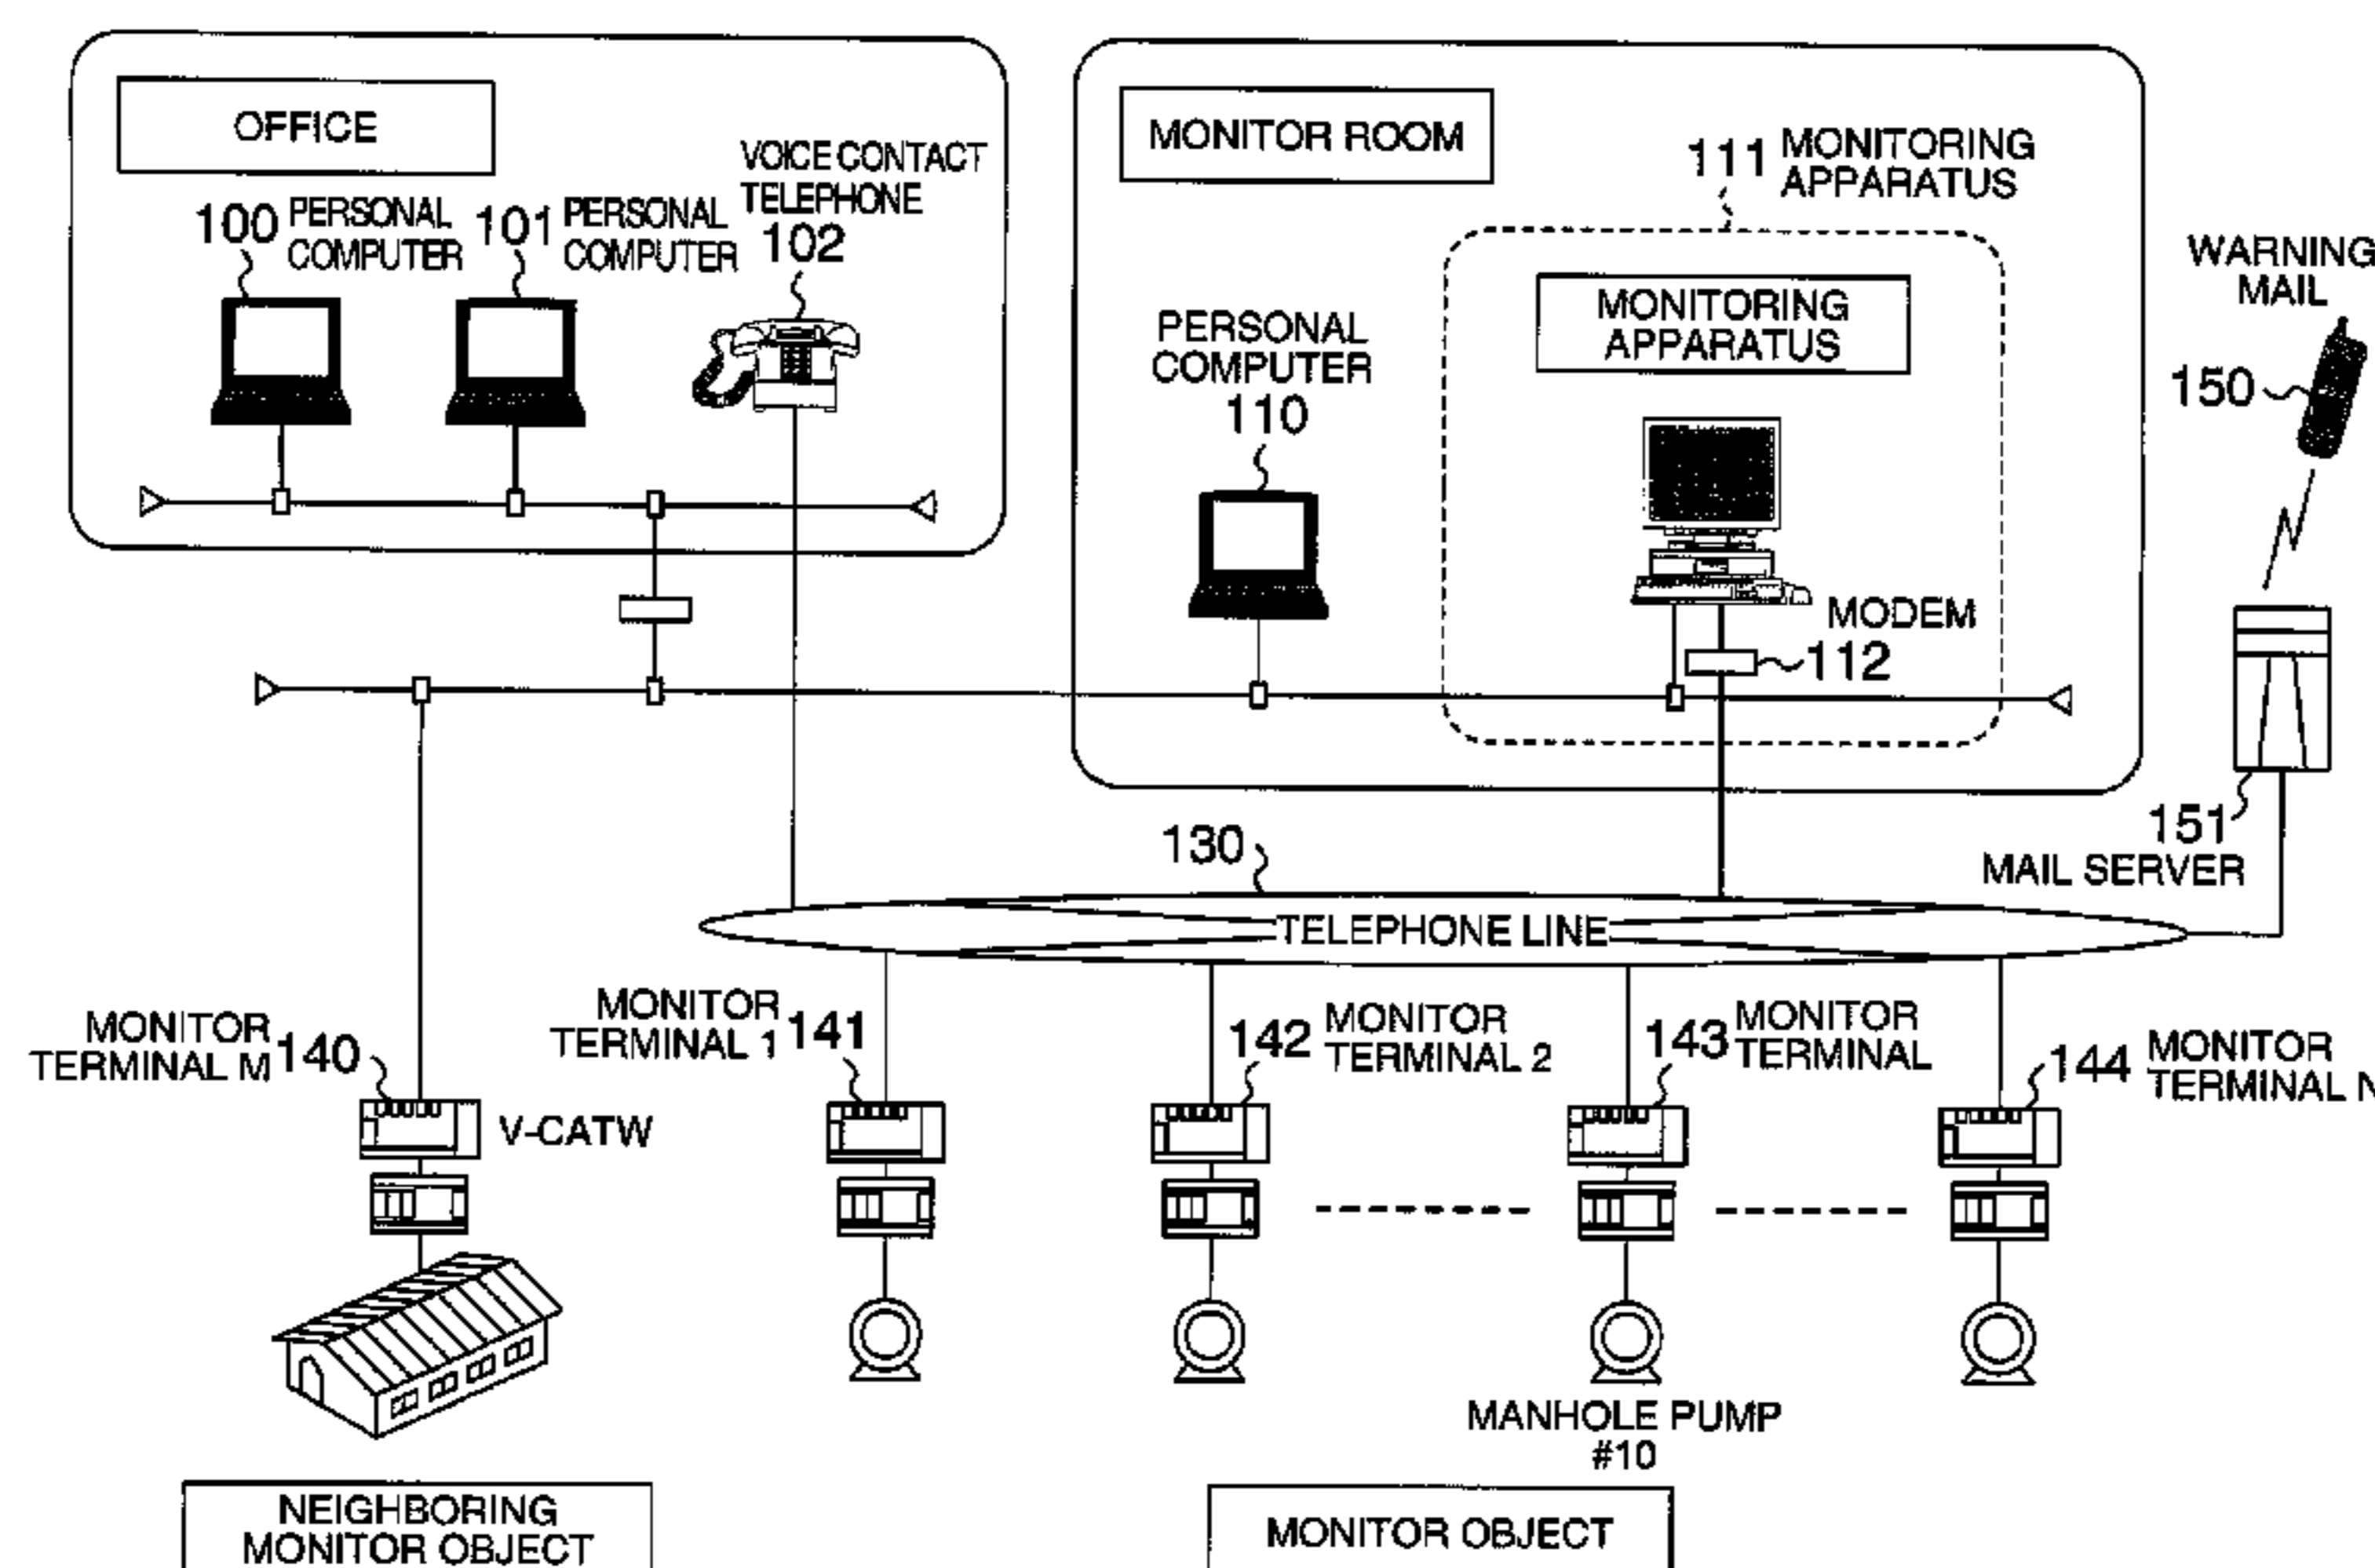 OFFICE
VOICE CONTACT
TELEPHONE
102
100 PERSONAL
COMPUTER
101 PERSONAL
COMPUTER
MONITOR ROOM
111 MONITORING
APPARATUS
MONITORING
APPARATUS
PERSONAL
COMPUTER
110
MODEM
112
WARNING
MAIL
150
151
MAIL SERVER
130
TELEPHONE LINE
MONITOR
TERMINAL M 140
V-CATW
MONITOR
TERMINAL 1 141
142 MONITOR
TERMINAL 2
143 MONITOR
TERMINAL
144 MONITOR
TERMINAL N
MANHOLE PUMP
#10
NEIGHBORING
MONITOR OBJECT
MONITOR OBJECT